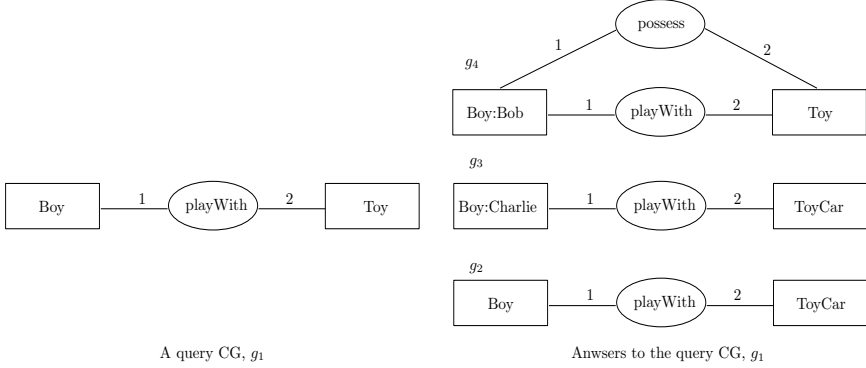 possess
1
2
g4
Boy:Bob
1
playWith
2
Toy
g3
Boy
1
playWith
2
Toy
Boy:Charlie
1
playWith
2
ToyCar
g2
Boy
1
playWith
2
ToyCar
A query CG, g1
Anwsers to the query CG, g1